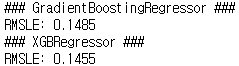 ### GradientBoostingRegressor ###
RMSLE: 0.1485
### XGBRegressor ###
RMSLE: 0.1455